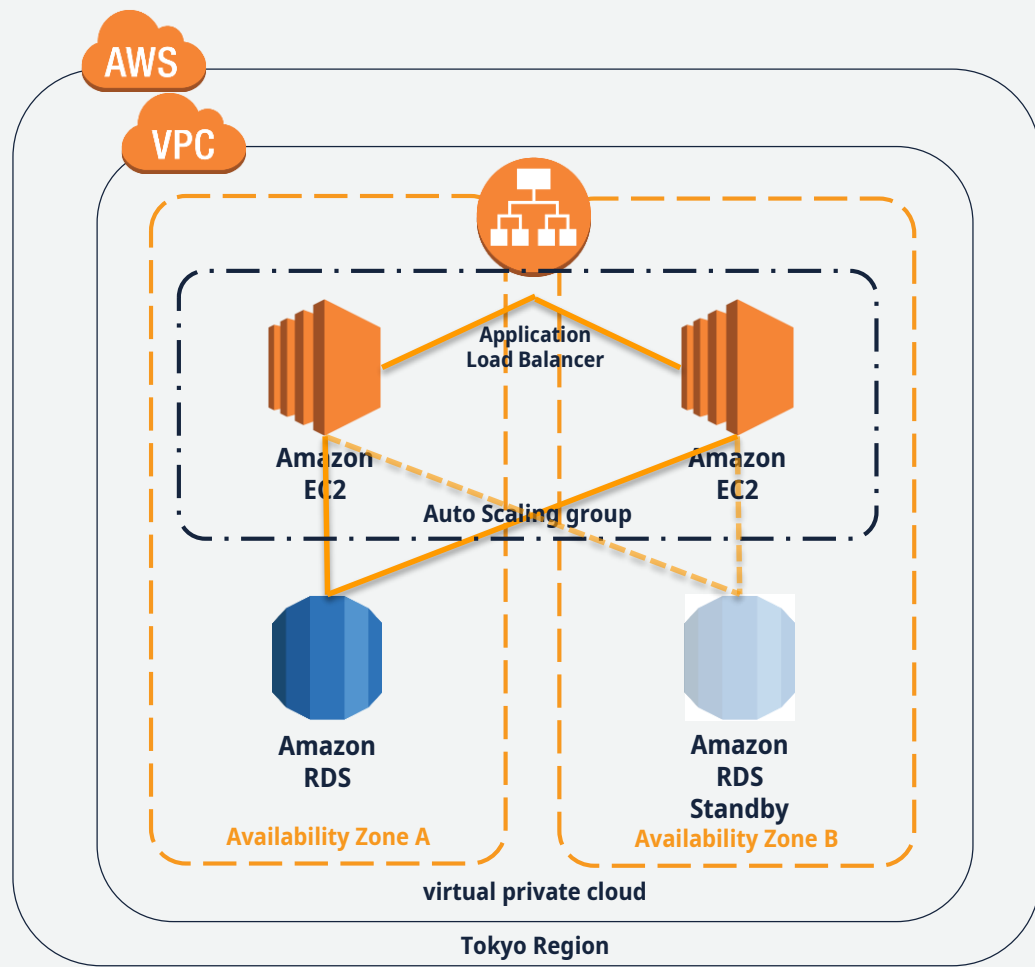 AWS
VPC
Application
Load Balancer
Amazon
EC2
Amazon
EC2
Auto Scaling group
Amazon
RDS
Amazon
RDS
Standby
Availability Zone A
Availability Zone B
virtual private cloud
Tokyo Region